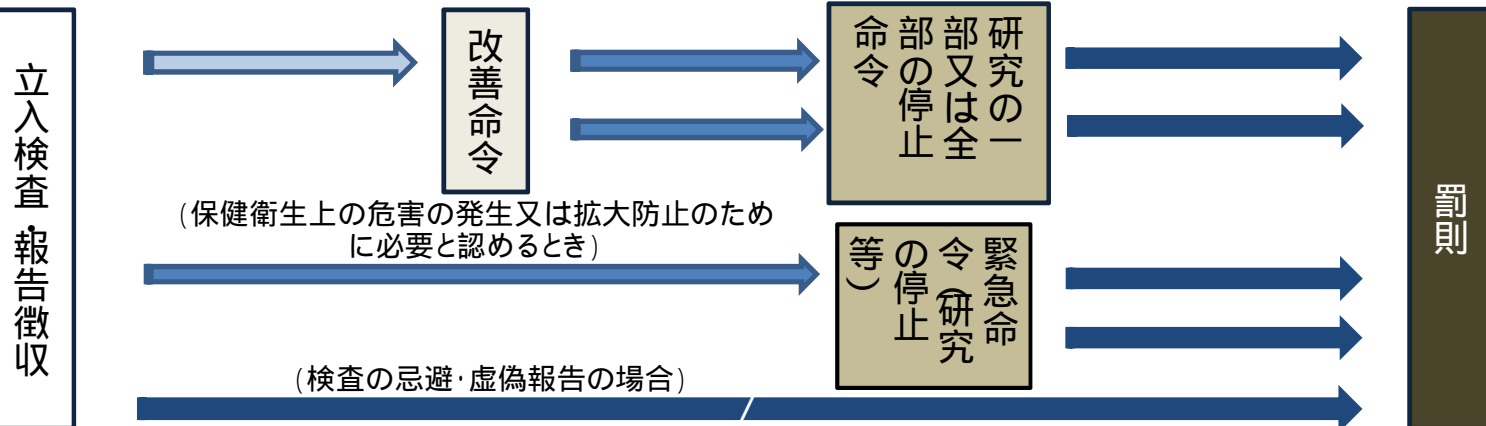 立入検査・報告徴収
改善命令
研究の一
部又は全
部の停止
命令
(保健衛生上の危害の発生又は拡大防止のため
に必要と認めるとき)
緊急命
令(研究
の停止
等)
(検査の忌避・虚偽報告の場合)
罰則